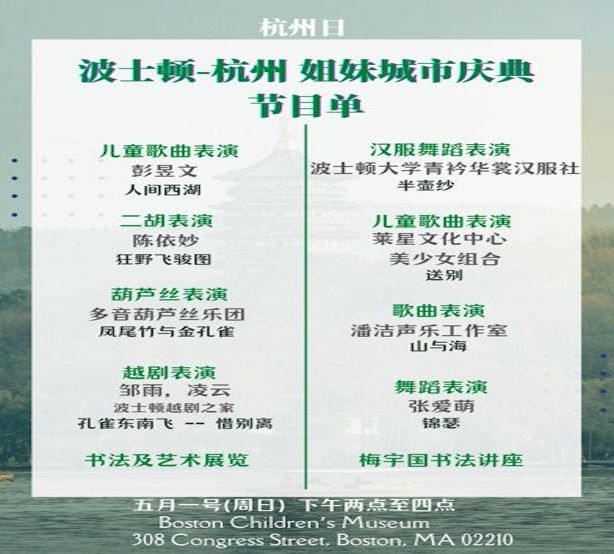 杭州日
波士顿-杭州 姐妹城市庆典
节目单
儿童歌曲表演
彭昱文
人间西湖
二胡表演
陈依妙
狂野飞骏图
葫芦丝表演
多音葫芦丝乐团
凤尾竹与金孔雀
越剧表演
邹雨，凌云
波士顿越剧之家
孔雀东南飞 -- 惜别离
书法及艺术展览
汉服舞蹈表演
波士顿大学青衿华裳汉服社
半壶纱
儿童歌曲表演
莱星文化中心
美少女组合
送别
歌曲表演
潘洁声乐工作室
山与海
舞蹈表演
张爱萌
锦瑟
梅宇国书法讲座
五月一号(周日) 下午两点至四点
Boston Children's Museum
308 Congress Street, Boston, MA 02210